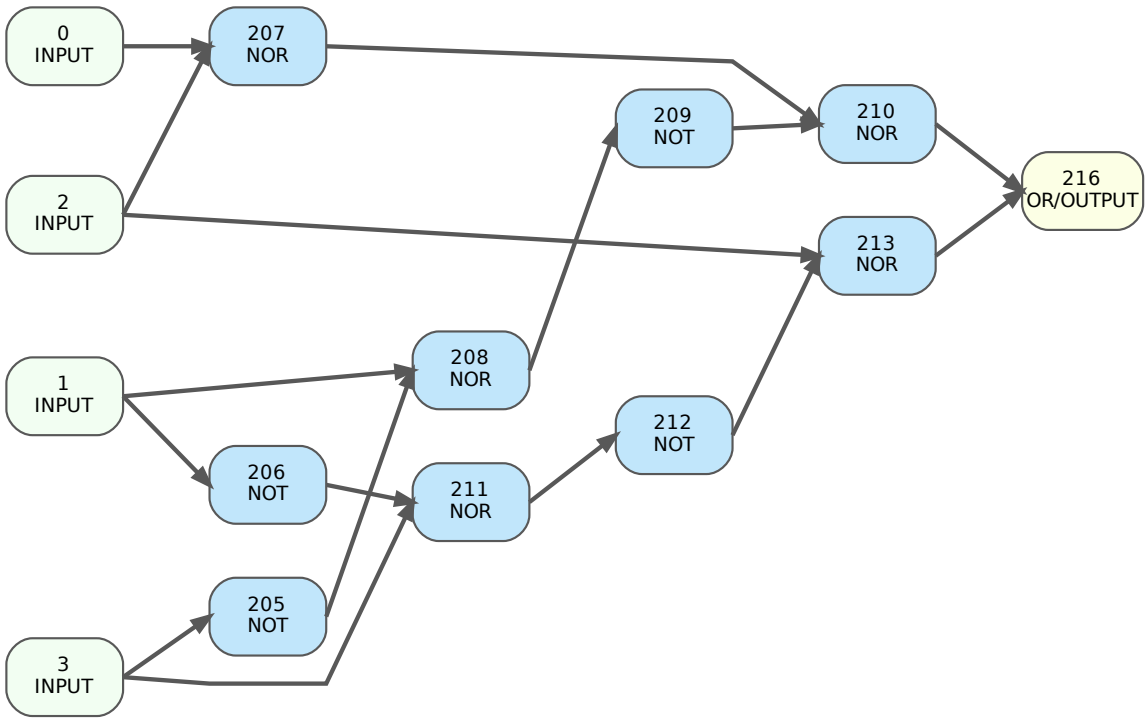 0
INPUT
207
NOR
209
NOT
210
NOR
2
INPUT
216
OR/OUTPUT
213
NOR
1
INPUT
208
NOR
212
NOT
206
NOT
211
NOR
205
NOT
3
INPUT